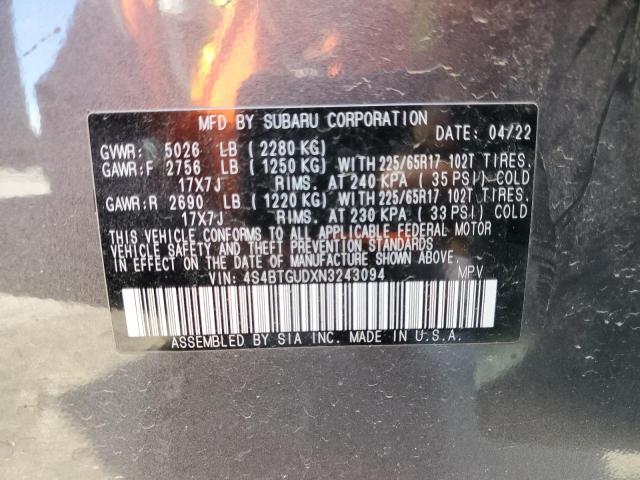 MFD BY SUBARU CORPORATION
DATE: 04/22
GVWR: 5026 LB (2280 KG)
GAWR:F 2756 LB (1250 KG) WITH 225/65R17 102T TIRES.
17X7J RIMS. AT 240 KPA (35 PSI) COLD
GAWR:R 2690 LB (1220 KG) WITH 225/65R17 102T TIRES.
17X7J RIMS. AT 230 KPA (33 PSI) COLD
THIS VEHICLE CONFORMS TO ALL APPLICABLE FEDERAL MOTOR
VEHICLE SAFETY AND THEFT PREVENTION STANDARDS
IN EFFECT ON THE DATE OF MANUFACTURE SHOWN ABOVE.
VIN: 4S4BTGUDXN3243094 MPV
ASSEMBLED BY SIA INC. MADE IN U.S.A.